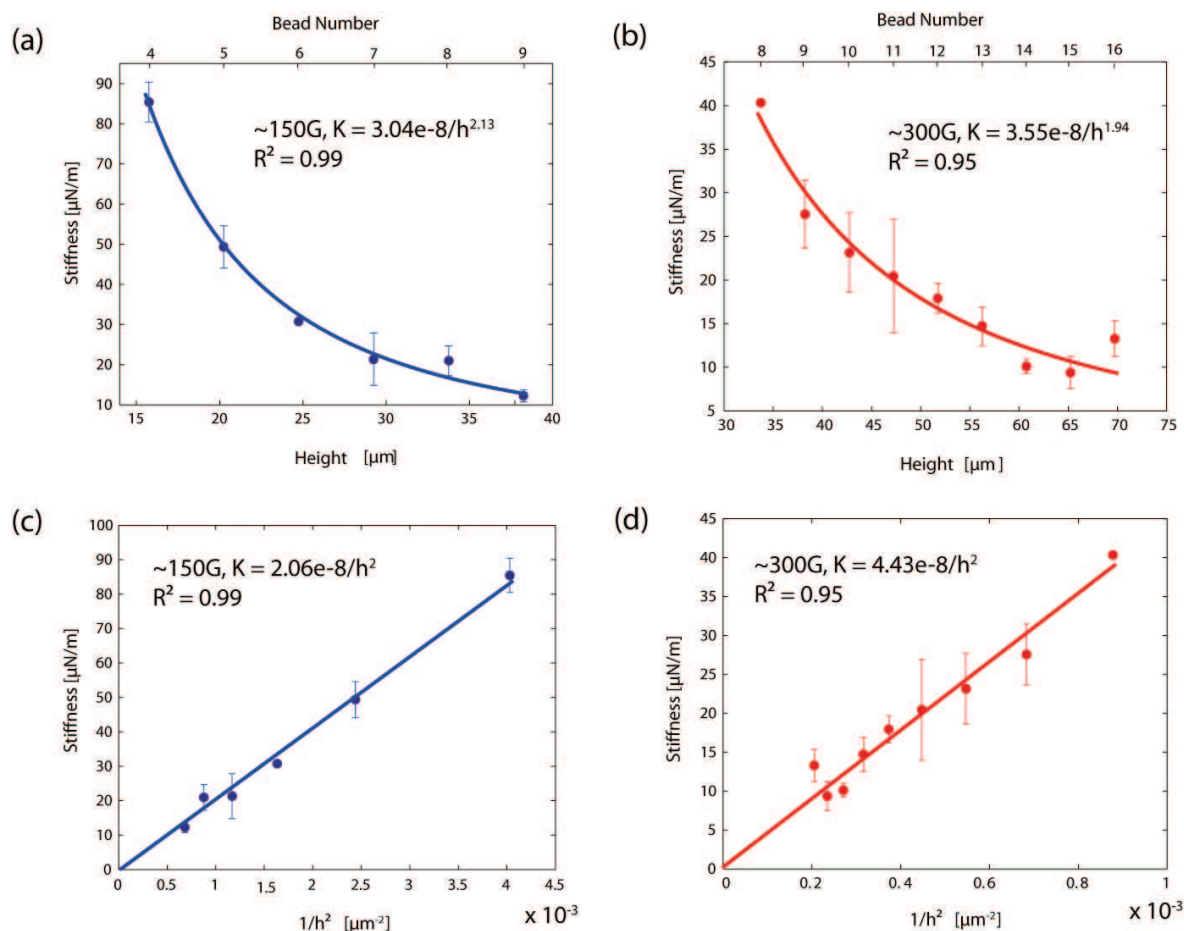 (a)
Bead Number
4 5 6 7 8 9
90
80
70
60
50
40
30
20
10
Stiffness [μN/m]
~150G, K = 3.04e-8/h^2.13
R² = 0.99
15 20 25 30 35 40
Height [μm]
(b)
Bead Number
8 9 10 11 12 13 14 15 16
45
40
35
30
25
20
15
10
5
Stiffness [μN/m]
~300G, K = 3.55e-8/h^1.94
R² = 0.95
30 35 40 45 50 55 60 65 70 75
Height [μm]
(c)
100
90
80
70
60
50
40
30
20
10
0
Stiffness [μN/m]
~150G, K = 2.06e-8/h²
R² = 0.99
0 0.5 1 1.5 2 2.5 3 3.5 4 4.5
x 10⁻³
1/h² [μm⁻²]
(d)
45
40
35
30
25
20
15
10
5
0
Stiffness [μN/m]
~300G, K = 4.43e-8/h²
R² = 0.95
0 0.2 0.4 0.6 0.8 1
x 10⁻³
1/h² [μm⁻²]